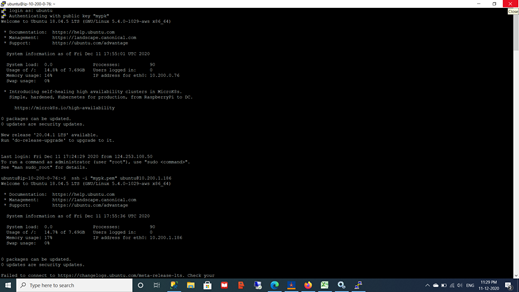 ubuntu@ip-10-200-0-76: ~
login as: ubuntu
Authenticating with public key "mypk"
Welcome to Ubuntu 18.04.5 LTS (GNU/Linux 5.4.0-1029-aws x86_64)
* Documentation: https://help.ubuntu.com
* Management: https://landscape.canonical.com
* Support: https://ubuntu.com/advantage
System information as of Fri Dec 11 17:55:01 UTC 2020
System load: 0.0 Processes: 90
Usage of /: 14.8% of 7.69GB Users logged in: 0
Memory usage: 16% IP address for eth0: 10.200.0.76
Swap usage: 0%
* Introducing self-healing high availability clusters in MicroK8s.
Simple, hardened, Kubernetes for production, from RaspberryPi to DC.
https://microk8s.io/high-availability
0 packages can be updated.
0 updates are security updates.
New release '20.04.1 LTS' available.
Run 'do-release-upgrade' to upgrade to it.
Last login: Fri Dec 11 17:24:29 2020 from 124.253.100.50
To run a command as administrator (user "root"), use "sudo <command>".
See "man sudo_root" for details.
ubuntu@ip-10-200-0-76:~$ ssh -i "mypk.pem" ubuntu@10.200.1.186
Welcome to Ubuntu 18.04.5 LTS (GNU/Linux 5.4.0-1029-aws x86_64)
* Documentation: https://help.ubuntu.com
* Management: https://landscape.canonical.com
* Support: https://ubuntu.com/advantage
System information as of Fri Dec 11 17:55:36 UTC 2020
System load: 0.0 Processes: 90
Usage of /: 14.7% of 7.69GB Users logged in: 0
Memory usage: 17% IP address for eth0: 10.200.1.186
Swap usage: 0%
0 packages can be updated.
0 updates are security updates.
Failed to connect to https://changelogs.ubuntu.com/meta-release-lts. Check your
Close
Type here to search
ENG
11:29 PM
11-12-2020